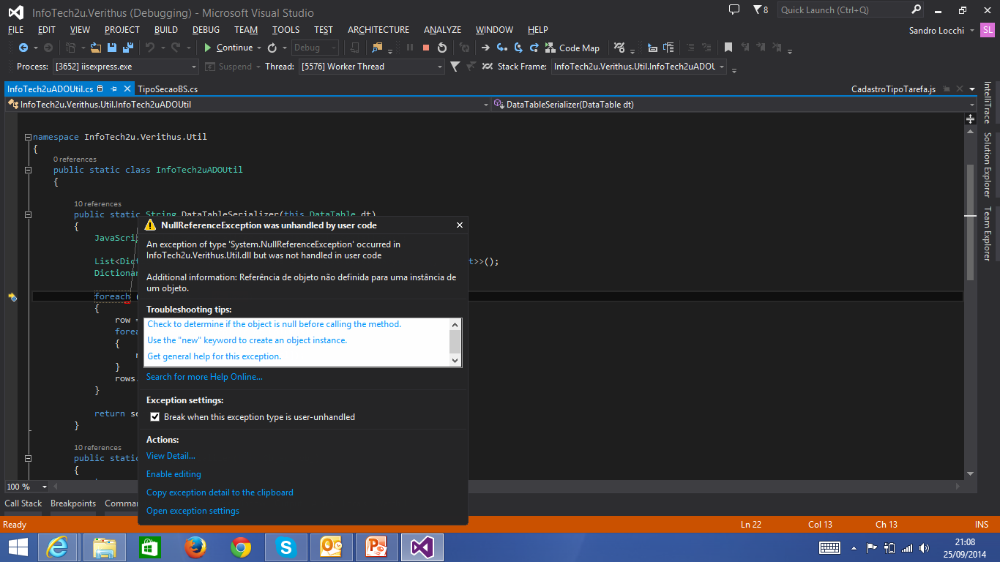 InfoTech2u.Verithus (Debugging) - Microsoft Visual Studio
8
Quick Launch (Ctrl+Q)
FILE EDIT VIEW PROJECT BUILD DEBUG TEAM TOOLS TEST ARCHITECTURE ANALYZE WINDOW HELP
Sandro Locchi
SL
Continue
Debug
Code Map
Process: [3652] iisexpress.exe
Suspend
Thread: [5576] Worker Thread
Stack Frame: InfoTech2u.Verithus.Util.InfoTech2uADOU
InfoTech2uADOUtil.cs
TipoSecaoBS.cs
CadastroTipoTarefa.js
InfoTech2u.Verithus.Util.InfoTech2uADOUtil
DataTableSerializer(DataTable dt)
IntelliTrace
Solution Explorer
Team Explorer
namespace InfoTech2u.Verithus.Util
{
0 references
public static class InfoTech2uADOUtil
{
10 references
public static String DataTableSerializer(this DataTable dt)
{
JavaScri
List<Dict
t>>();
Dictionar
foreach (
{
row =
forea
{
r
}
rows.
}
return se
}
10 references
public stati
{
NullReferenceException was unhandled by user code
An exception of type 'System.NullReferenceException' occurred in
InfoTech2u.Verithus.Util.dll but was not handled in user code
Additional information: Referência de objeto não definida para uma instância de
um objeto.
Troubleshooting tips:
Check to determine if the object is null before calling the method.
Use the "new" keyword to create an object instance.
Get general help for this exception.
Search for more Help Online...
Exception settings:
Break when this exception type is user-unhandled
Actions:
View Detail...
Enable editing
Copy exception detail to the clipboard
Open exception settings
100 %
Call Stack Breakpoints Comma
Ready
Ln 22
Col 13
Ch 13
INS
21:08
25/09/2014